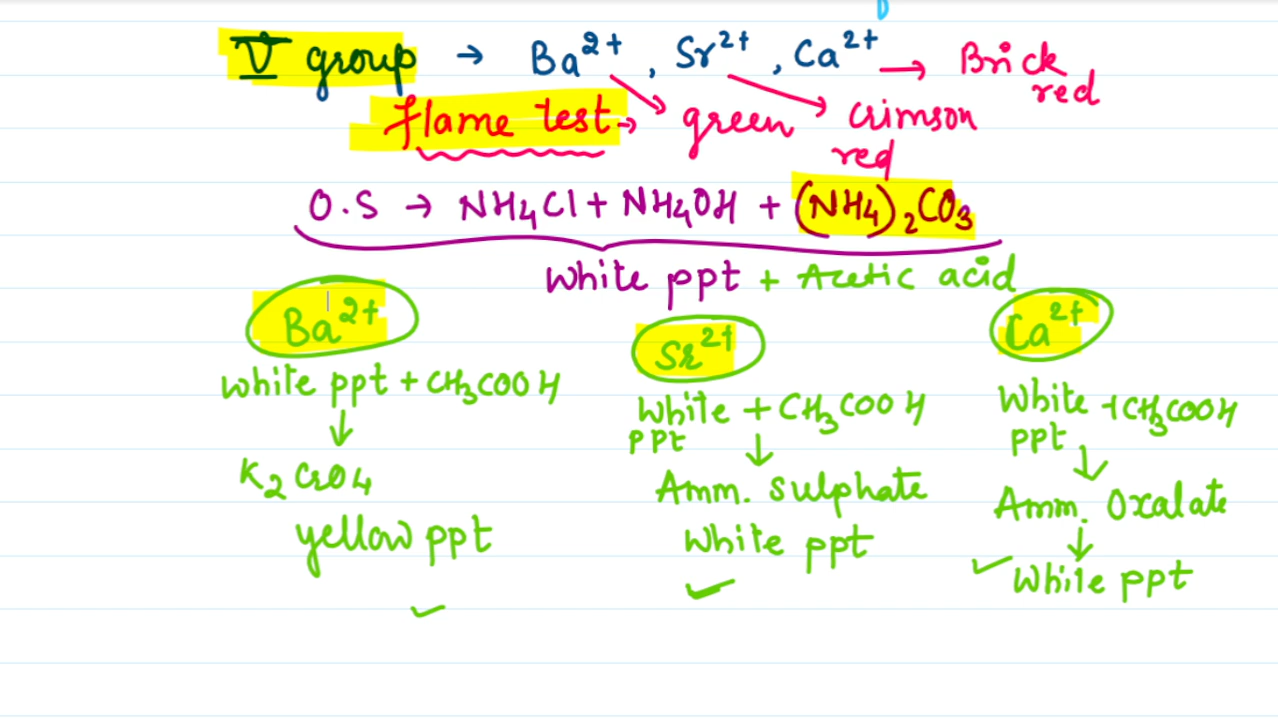 V group → Ba²⁺, Sr²⁺, Ca²⁺ → Brick red
flame test → green crimson red
O.S → NH₄Cl + NH₄OH + (NH₄)₂CO₃
White ppt + Acetic acid
Ba²⁺
White ppt + CH₃COOH
↓
K₂CrO₄
yellow ppt
✓
Sr²⁺
White ppt + CH₃COOH
↓
Amm. Sulphate
White ppt
✓
Ca²⁺
White ppt + CH₃COOH
↓
Amm. Oxalate
↓
✓ White ppt